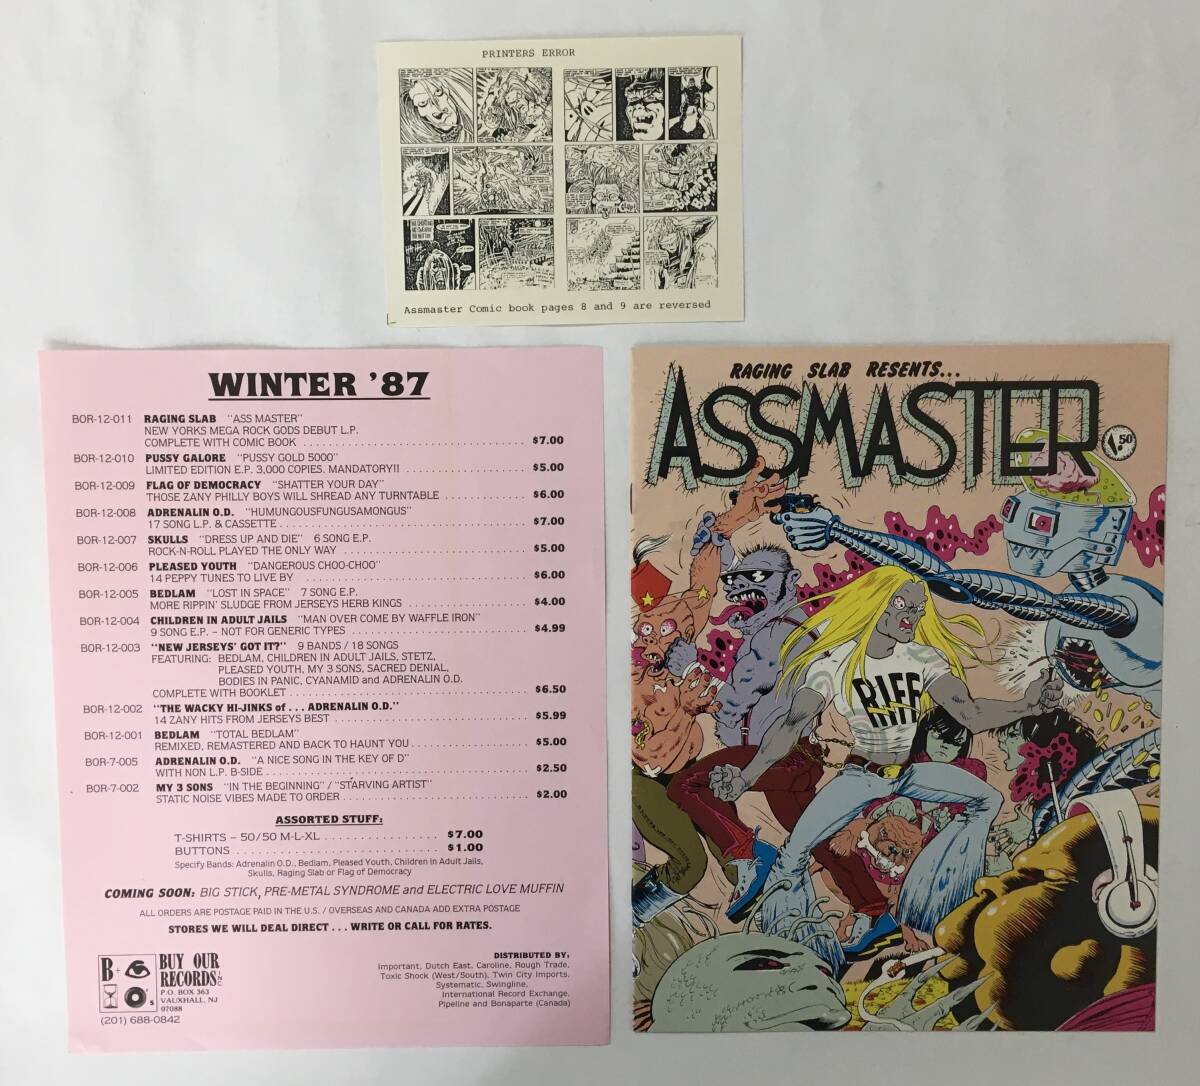 PRINTERS ERROR
Assmaster Comic book pages 8 and 9 are reversed
WINTER '87
BOR-12-011 RAGING SLAB "ASS MASTER"
NEW YORKS MEGA ROCK GODS DEBUT L.P.
COMPLETE WITH COMIC BOOK . . . . . . . . . . $7.00
BOR-12-010 PUSSY GALORE "PUSSY GOLD 5000"
LIMITED EDITION E.P. 3,000 COPIES. MANDATORY!! . . . . . . . . . . $5.00
BOR-12-009 FLAG OF DEMOCRACY "SHATTER YOUR DAY"
THOSE ZANY PHILLY BOYS WILL SHREAD ANY TURNTABLE . . . . . . . . . . $6.00
BOR-12-008 ADRENALIN O.D. "HUMUNGOUSFUNGUSAMONGUS"
17 SONG L.P. & CASSETTE . . . . . . . . . . $7.00
BOR-12-007 SKULLS "DRESS UP AND DIE" 6 SONG E.P.
ROCK-N-ROLL PLAYED THE ONLY WAY . . . . . . . . . . $5.00
BOR-12-006 PLEASED YOUTH "DANGEROUS CHOO-CHOO"
14 PEPPY TUNES TO LIVE BY . . . . . . . . . . $6.00
BOR-12-005 BEDLAM "LOST IN SPACE" 7 SONG E.P.
MORE RIPPIN' SLUDGE FROM JERSEYS HERB KINGS . . . . . . . . . . $4.00
BOR-12-004 CHILDREN IN ADULT JAILS "MAN OVER COME BY WAFFLE IRON"
9 SONG E.P. – NOT FOR GENERIC TYPES . . . . . . . . . . $4.99
BOR-12-003 "NEW JERSEYS' GOT IT?" 9 BANDS / 18 SONGS
FEATURING: BEDLAM, CHILDREN IN ADULT JAILS, STETZ,
PLEASED YOUTH, MY 3 SONS, SACRED DENIAL,
BODIES IN PANIC, CYANAMID and ADRENALIN O.D.
COMPLETE WITH BOOKLET . . . . . . . . . . $6.50
BOR-12-002 "THE WACKY HI-JINKS of . . . ADRENALIN O.D."
14 ZANY HITS FROM JERSEYS BEST . . . . . . . . . . $5.99
BOR-12-001 BEDLAM "TOTAL BEDLAM"
REMIXED, REMASTERED AND BACK TO HAUNT YOU . . . . . . . . . . $5.00
BOR-7-005 ADRENALIN O.D. "A NICE SONG IN THE KEY OF D"
WITH NON L.P. B-SIDE . . . . . . . . . . $2.50
BOR-7-002 MY 3 SONS "IN THE BEGINNING" / "STARVING ARTIST"
STATIC NOISE VIBES MADE TO ORDER . . . . . . . . . . $2.00
ASSORTED STUFF:
T-SHIRTS – 50/50 M-L-XL . . . . . . . . . . $7.00
BUTTONS . . . . . . . . . . $1.00
Specify Bands: Adrenalin O.D., Bedlam, Pleased Youth, Children in Adult Jails,
Skulls, Raging Slab or Flag of Democracy
COMING SOON: BIG STICK, PRE-METAL SYNDROME and ELECTRIC LOVE MUFFIN
ALL ORDERS ARE POSTAGE PAID IN THE U.S. / OVERSEAS AND CANADA ADD EXTRA POSTAGE
STORES WE WILL DEAL DIRECT . . . WRITE OR CALL FOR RATES.
B + O's
BUY OUR
RECORDS INC
P.O. BOX 363
VAUXHALL, NJ
07088
(201) 688-0842
DISTRIBUTED BY:
Important, Dutch East, Caroline, Rough Trade,
Toxic Shock (West/South), Twin City Imports,
Systematic, Swingline,
International Record Exchange,
Pipeline and Bonaparte (Canada)
RAGING SLAB RESENTS...
ASSMASTER
1.50
RIFF